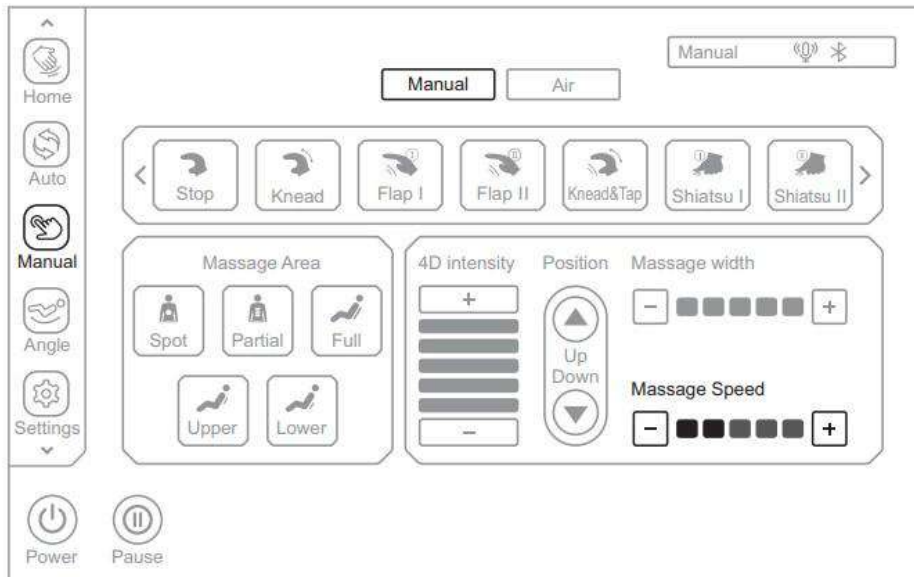 Home
Auto
Manual
Angle
Settings
Power
Pause
Manual
Manual
Air
Stop
Knead
Flap I
Flap II
Knead&Tap
Shiatsu I
Shiatsu II
Massage Area
Spot
Partial
Full
Upper
Lower
4D intensity
+
−
Position
Up
Down
Massage width
− +
Massage Speed
− +